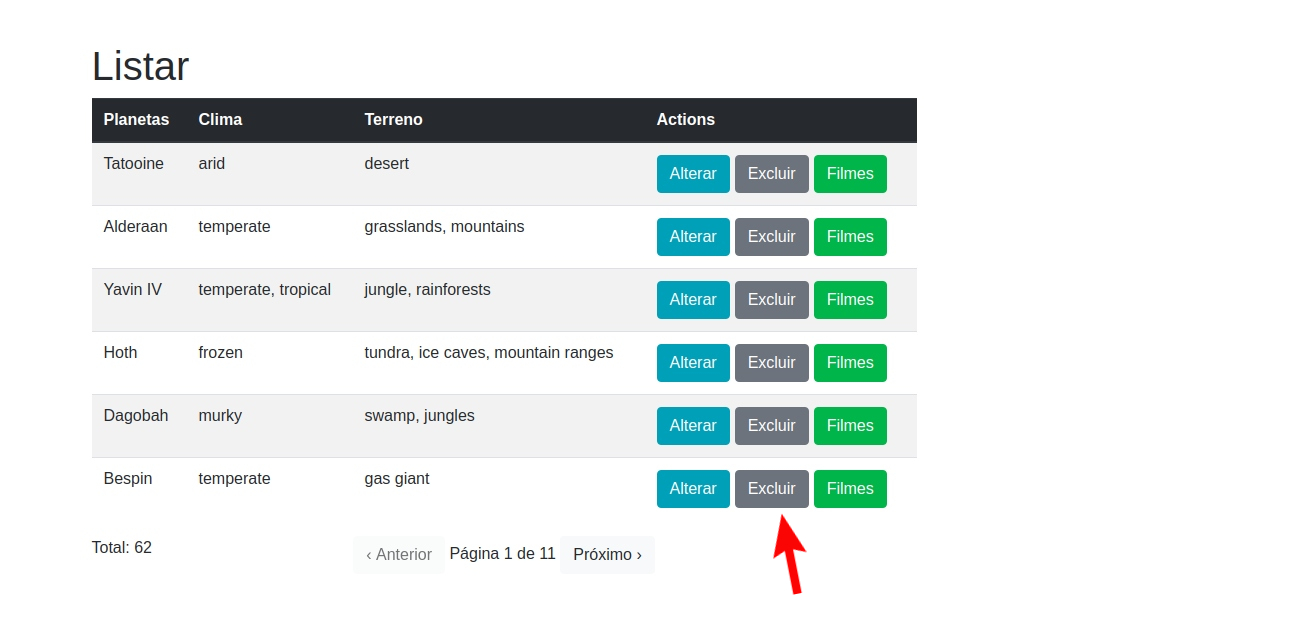 Listar
Planetas Clima Terreno Actions
Tatooine arid desert Alterar Excluir Filmes
Alderaan temperate grasslands, mountains Alterar Excluir Filmes
Yavin IV temperate, tropical jungle, rainforests Alterar Excluir Filmes
Hoth frozen tundra, ice caves, mountain ranges Alterar Excluir Filmes
Dagobah murky swamp, jungles Alterar Excluir Filmes
Bespin temperate gas giant Alterar Excluir Filmes
Total: 62 ‹ Anterior Página 1 de 11 Próximo ›